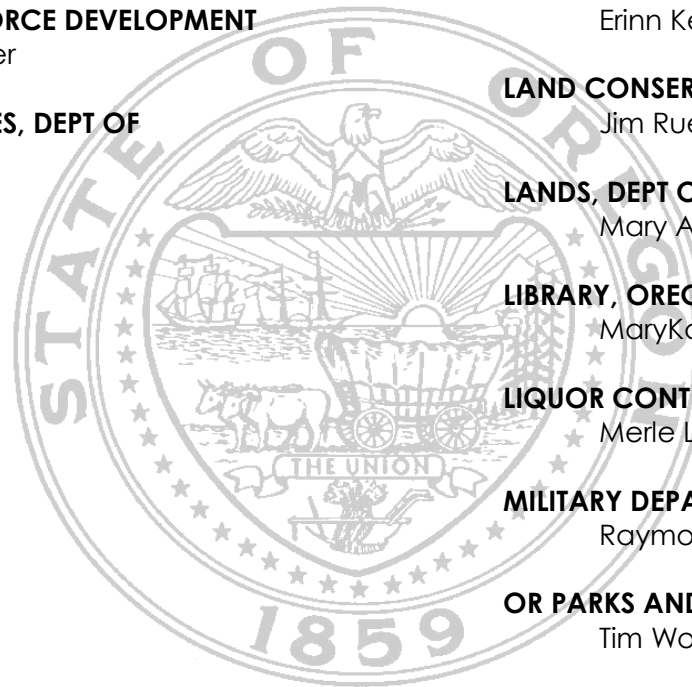 ORCE DEVELOPMENT
er
ES, DEPT OF
Erinn Ke
LAND CONSER
Jim Rue
LANDS, DEPT O
Mary A
LIBRARY, OREG
MaryKa
LIQUOR CONT
Merle L
MILITARY DEPA
Raymo
OR PARKS AND
Tim Wo
STATE OF OREGON
THE UNION
1859